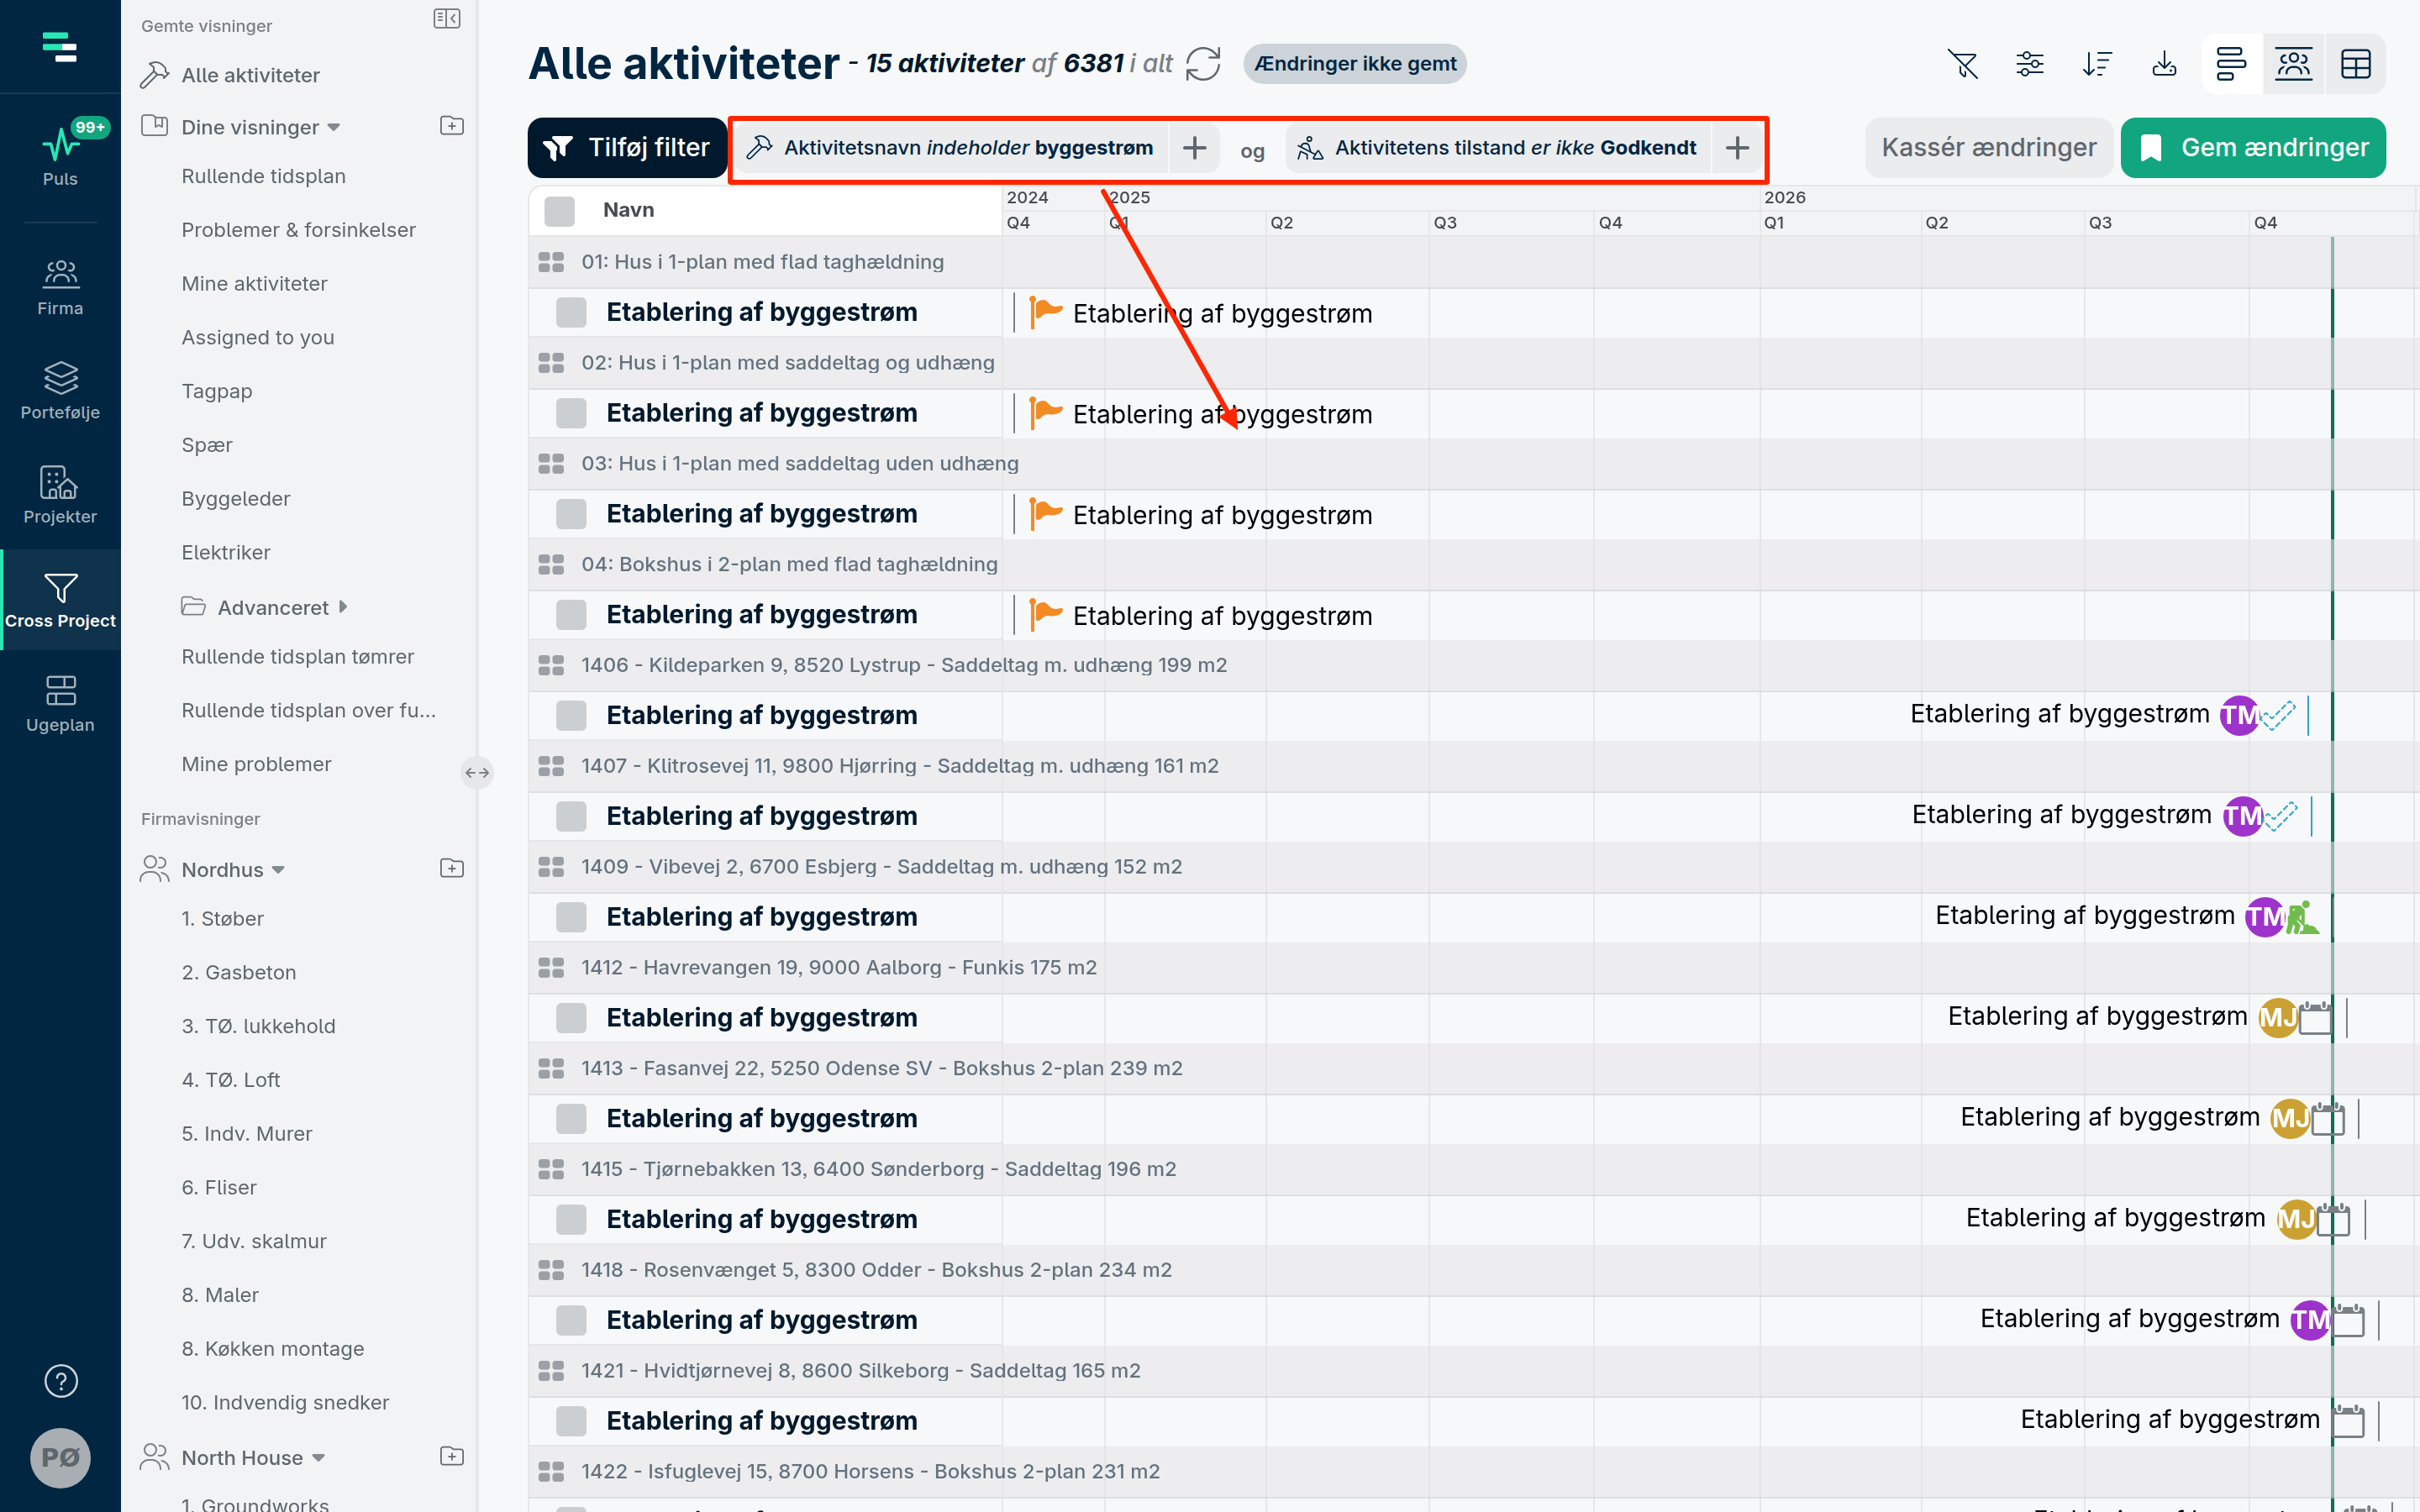 Gemte visninger
Alle aktiviteter
Dine visninger
Rullende tidsplan
Problemer & forsinkelser
Mine aktiviteter
Assigned to you
Tagpap
Spær
Byggeleder
Elektriker
Advanceret
Rullende tidsplan tømrer
Rullende tidsplan over fu...
Mine problemer
Firmavisninger
Nordhus
1. Støber
2. Gasbeton
3. TØ. lukkehold
4. TØ. Loft
5. Indv. Murer
6. Fliser
7. Udv. skalmur
8. Maler
8. Køkken montage
10. Indvendig snedker
North House
1. Groundworks
99+
Puls
Firma
Portefølje
Projekter
Cross Project
Ugeplan
?
PØ
Alle aktiviteter - 15 aktiviteter af 6381 i alt Ændringer ikke gemt
Tilføj filter Aktivitetsnavn indeholder byggestrøm + og Aktivitetens tilstand er ikke Godkendt + Kassér ændringer Gem ændringer
Navn
2024 2025 2026
Q4 Q1 Q2 Q3 Q4 Q1 Q2 Q3 Q4
01: Hus i 1-plan med flad taghældning
Etablering af byggestrøm Etablering af byggestrøm
02: Hus i 1-plan med saddeltag og udhæng
Etablering af byggestrøm Etablering af byggestrøm
03: Hus i 1-plan med saddeltag uden udhæng
Etablering af byggestrøm Etablering af byggestrøm
04: Bokshus i 2-plan med flad taghældning
Etablering af byggestrøm Etablering af byggestrøm
1406 - Kildeparken 9, 8520 Lystrup - Saddeltag m. udhæng 199 m2
Etablering af byggestrøm Etablering af byggestrøm TM
1407 - Klitrosevej 11, 9800 Hjørring - Saddeltag m. udhæng 161 m2
Etablering af byggestrøm Etablering af byggestrøm TM
1409 - Vibevej 2, 6700 Esbjerg - Saddeltag m. udhæng 152 m2
Etablering af byggestrøm Etablering af byggestrøm TM
1412 - Havrevangen 19, 9000 Aalborg - Funkis 175 m2
Etablering af byggestrøm Etablering af byggestrøm MJ
1413 - Fasanvej 22, 5250 Odense SV - Bokshus 2-plan 239 m2
Etablering af byggestrøm Etablering af byggestrøm MJ
1415 - Tjørnebakken 13, 6400 Sønderborg - Saddeltag 196 m2
Etablering af byggestrøm Etablering af byggestrøm MJ
1418 - Rosenvænget 5, 8300 Odder - Bokshus 2-plan 234 m2
Etablering af byggestrøm Etablering af byggestrøm TM
1421 - Hvidtjørnevej 8, 8600 Silkeborg - Saddeltag 165 m2
Etablering af byggestrøm Etablering af byggestrøm
1422 - Isfuglevej 15, 8700 Horsens - Bokshus 2-plan 231 m2